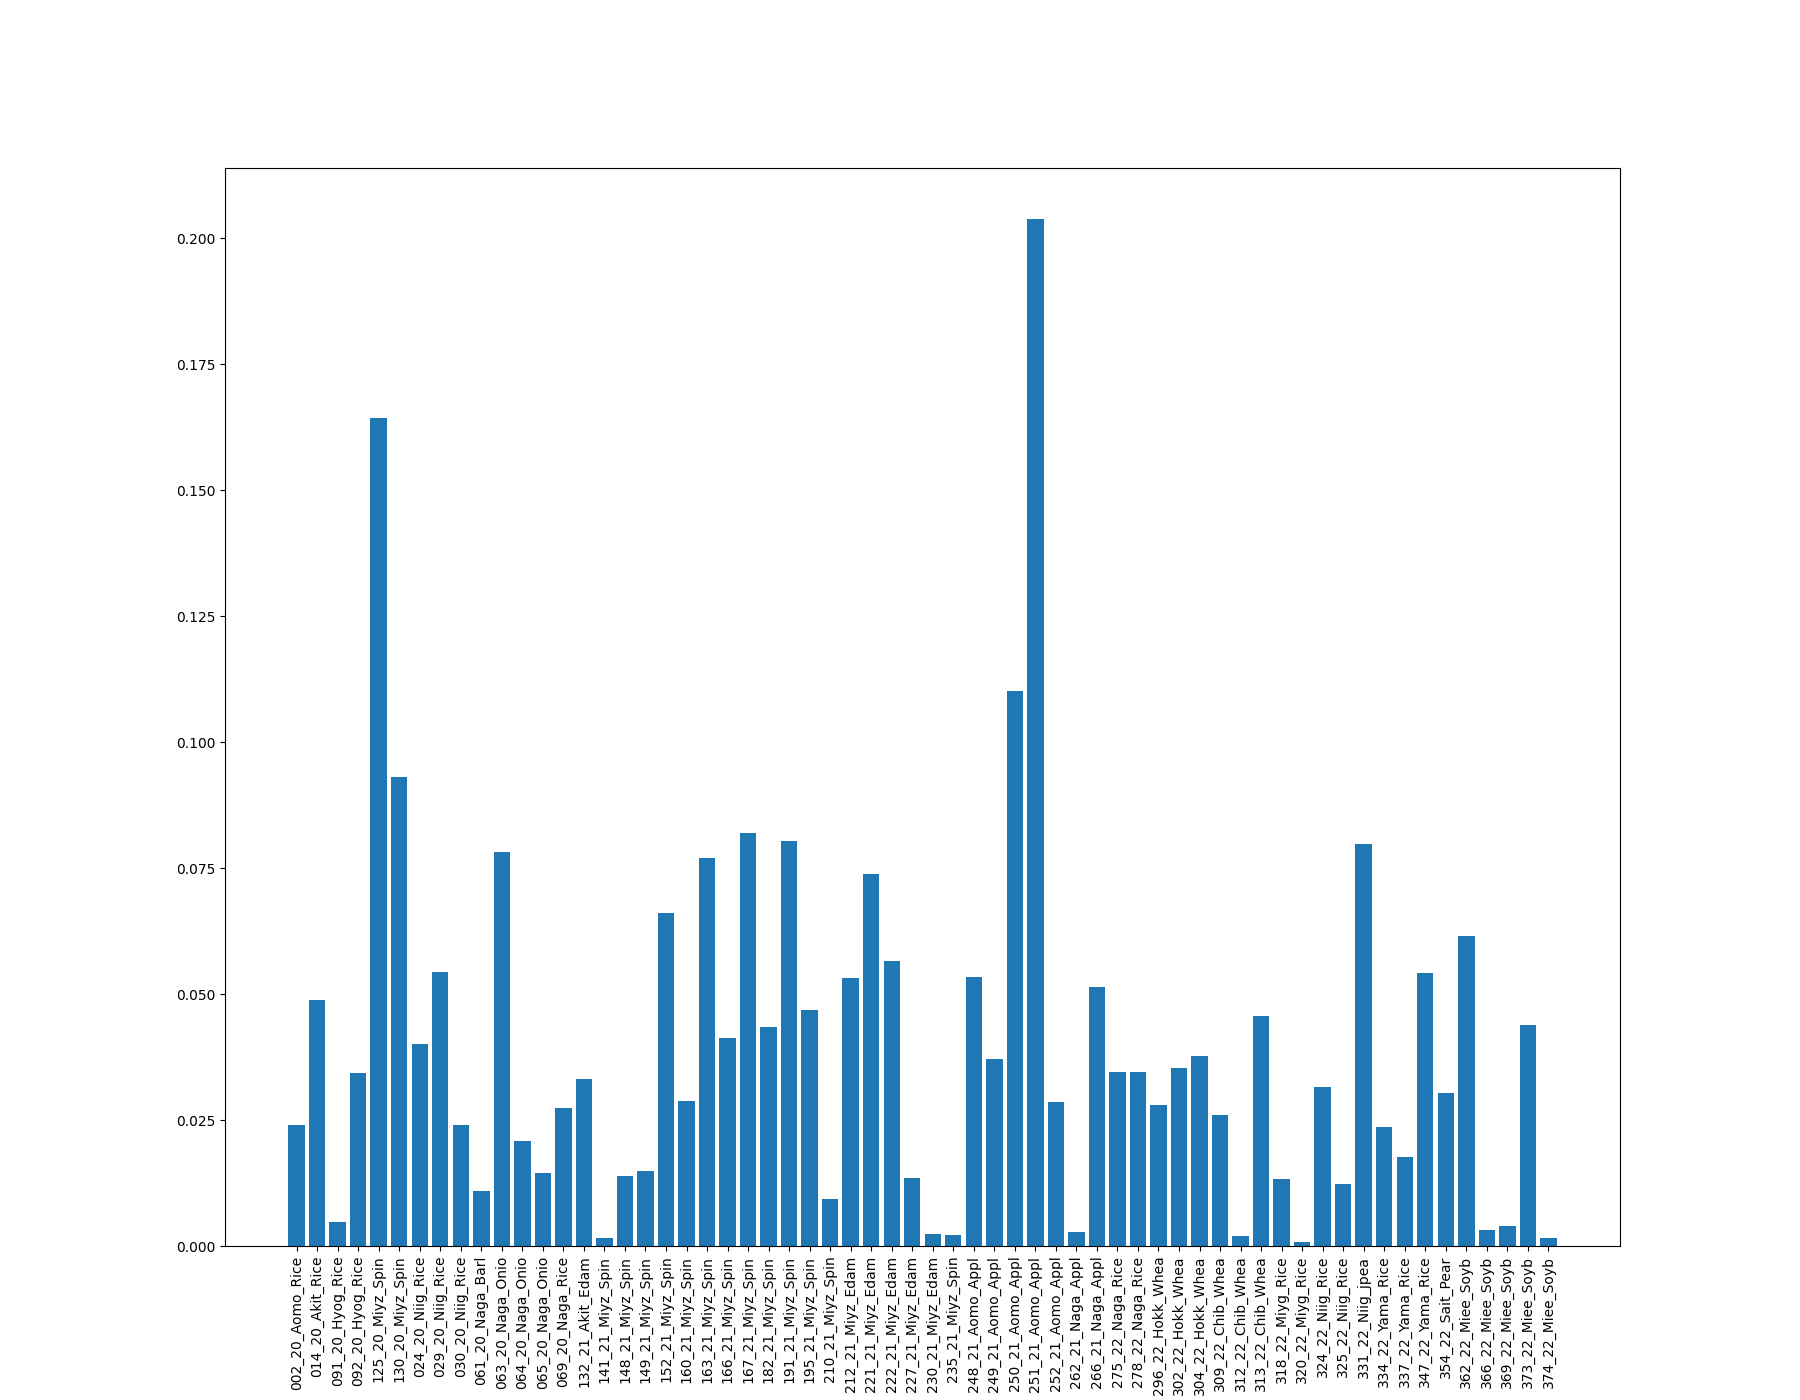 0.200
0.175
0.150
0.125
0.100
0.075
0.050
0.025
0.000
002_20_Aomo_Rice
014_20_Akit_Rice
091_20_Hyog_Rice
092_20_Hyog_Rice
125_20_Miyz_Spin
130_20_Miyz_Spin
024_20_Niig_Rice
029_20_Niig_Rice
030_20_Niig_Rice
061_20_Naga_Barl
063_20_Naga_Onio
064_20_Naga_Onio
065_20_Naga_Onio
069_20_Naga_Rice
132_21_Akit_Edam
141_21_Miyz_Spin
148_21_Miyz_Spin
149_21_Miyz_Spin
152_21_Miyz_Spin
160_21_Miyz_Spin
163_21_Miyz_Spin
166_21_Miyz_Spin
167_21_Miyz_Spin
182_21_Miyz_Spin
191_21_Miyz_Spin
195_21_Miyz_Spin
210_21_Miyz_Spin
212_21_Miyz_Edam
221_21_Miyz_Edam
222_21_Miyz_Edam
227_21_Miyz_Edam
230_21_Miyz_Edam
235_21_Miyz_Spin
248_21_Aomo_Appl
249_21_Aomo_Appl
250_21_Aomo_Appl
251_21_Aomo_Appl
252_21_Aomo_Appl
262_21_Naga_Appl
266_21_Naga_Appl
275_22_Naga_Rice
278_22_Naga_Rice
296_22_Hokk_Whea
302_22_Hokk_Whea
304_22_Hokk_Whea
309_22_Chib_Whea
312_22_Chib_Whea
313_22_Chib_Whea
318_22_Miyg_Rice
320_22_Miyg_Rice
324_22_Niig_Rice
325_22_Niig_Rice
331_22_Niig_jpea
334_22_Yama_Rice
337_22_Yama_Rice
347_22_Yama_Rice
354_22_Sait_Pear
362_22_Miee_Soyb
366_22_Miee_Soyb
369_22_Miee_Soyb
373_22_Miee_Soyb
374_22_Miee_Soyb